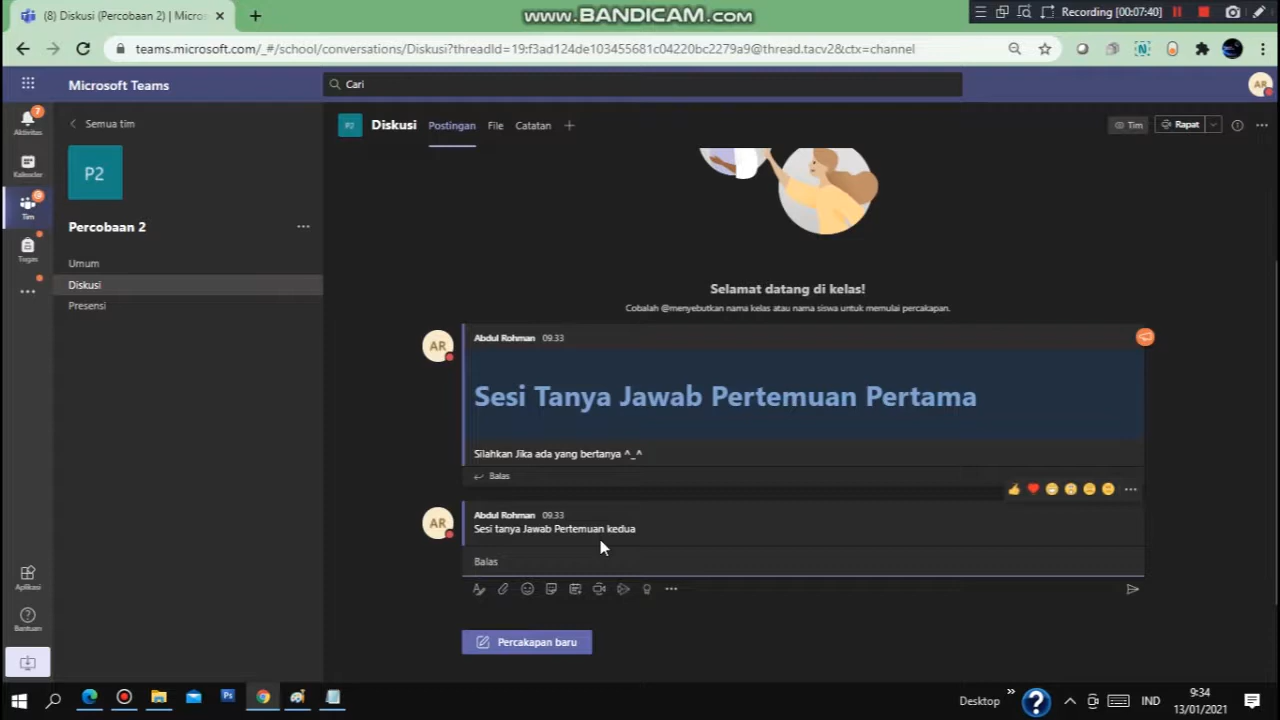 (8) Diskusi (Percobaan 2) | Micros
www.BANDICAM.com
Recording [00:07:40]
teams.microsoft.com/_#/school/conversations/Diskusi?threadId=19:f3ad124de103455681c04220bc2279a9@thread.tacv2&ctx=channel
Microsoft Teams
Cari
AR
Aktivitas
7
Kalender
Tim
Tugas
Aplikasi
Bantuan
Semua tim
P2
Percobaan 2
Umum
Diskusi
Presensi
P2
Diskusi
Postingan
File
Catatan
Tim
Rapat
Selamat datang di kelas!
Cobalah @menyebutkan nama kelas atau nama siswa untuk memulai percakapan.
AR
Abdul Rohman 09.33
Sesi Tanya Jawab Pertemuan Pertama
Silahkan Jika ada yang bertanya ^_^
Balas
AR
Abdul Rohman 09.33
Sesi tanya Jawab Pertemuan kedua
Balas
Percakapan baru
Ps
Desktop
IND
9:34
13/01/2021